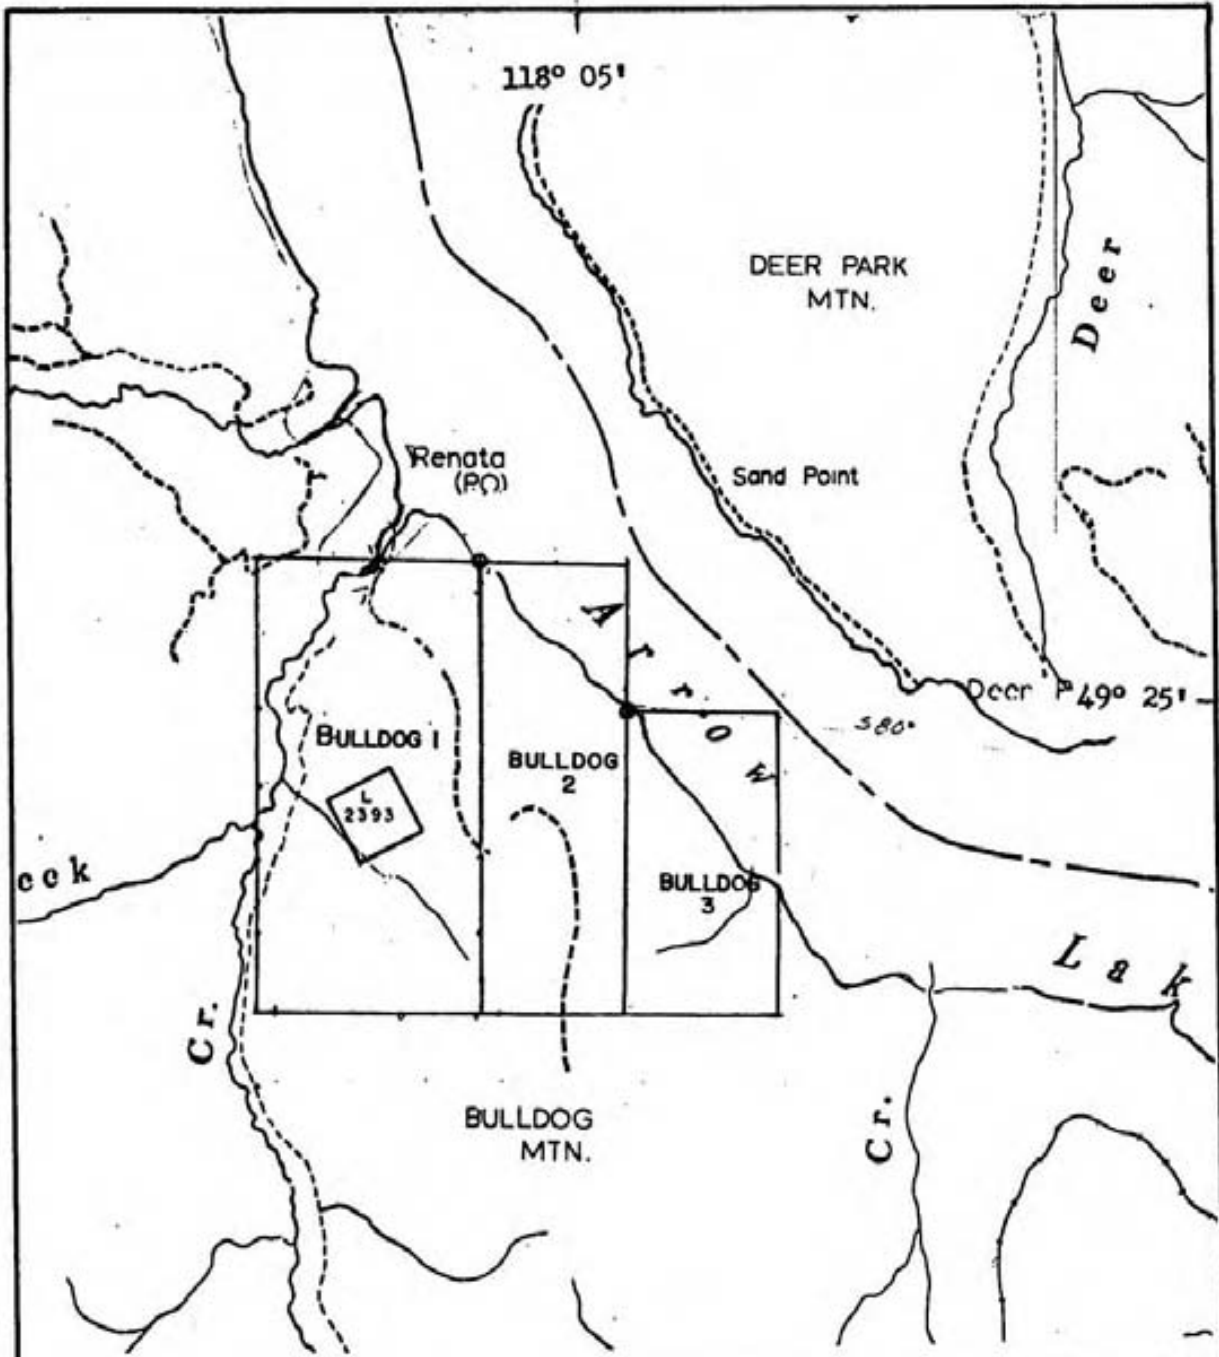 118° 05'
DEER PARK
MTN.
Deer
Renata
(P.O.)
Sand Point
Arrow
Deer P
49° 25'
S80°
BULLDOG 1
BULLDOG
2
L
2393
BULLDOG
3
eek
Lak
Cr.
Cr.
BULLDOG
MTN.